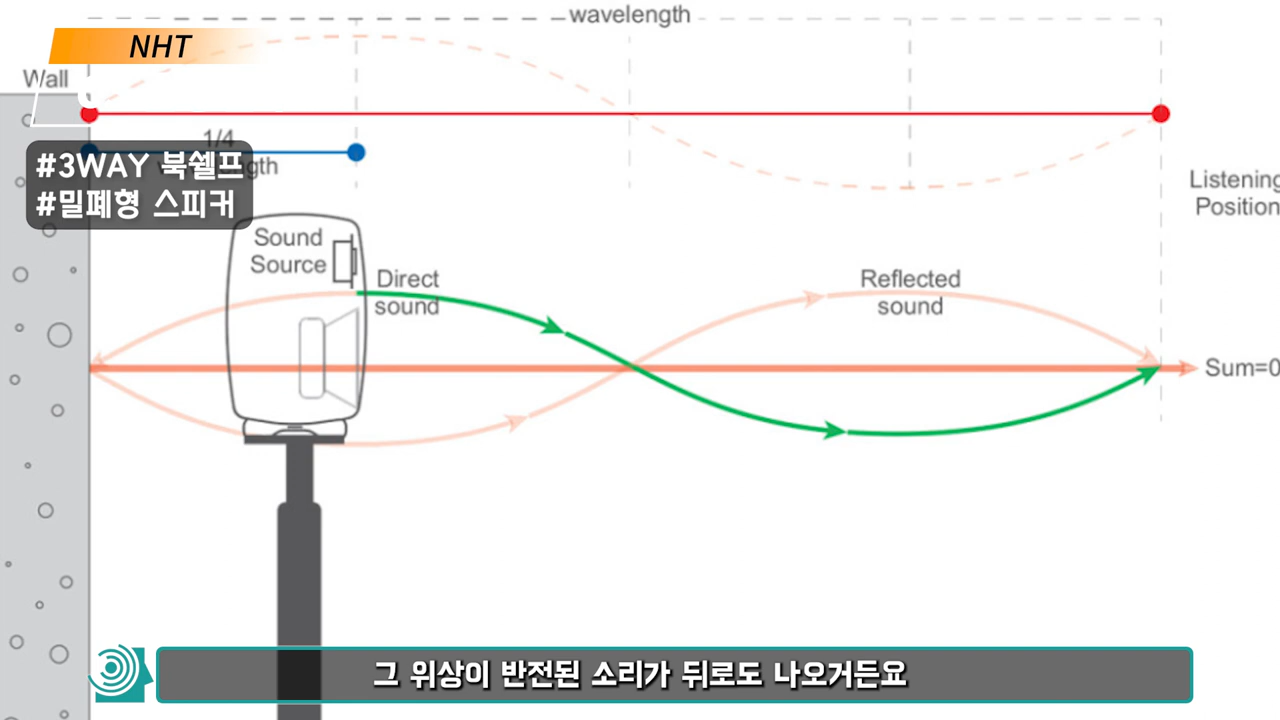 wavelength
NHT
Wall
1/4
#3WAY 북쉘프
#밀폐형 스피커
Listening
Position
Sound
Source
Direct
sound
Reflected
sound
Sum=0
그 위상이 반전된 소리가 뒤로도 나오거든요